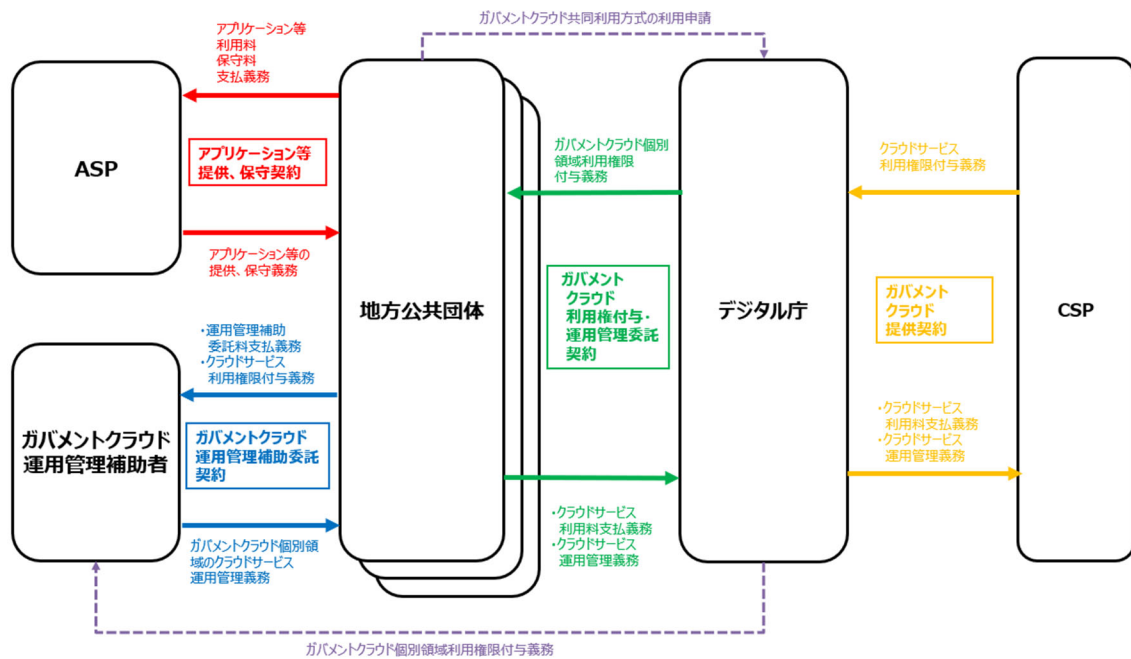 ガバメントクラウド共同利用方式の利用申請
アプリケーション等
利用料
保守料
支払義務
ASP
アプリケーション等
提供、保守契約
アプリケーション等の
提供、保守義務
地方公共団体
・運用管理補助
委託料支払義務
・クラウドサービス
利用権限付与義務
ガバメントクラウド
運用管理補助者
ガバメントクラウド
運用管理補助委託
契約
ガバメントクラウド個別領
域のクラウドサービス
運用管理義務
ガバメントクラウド個別
領域利用権限
付与義務
ガバメント
クラウド
利用権付与・
運用管理委託
契約
・クラウドサービス
利用料支払義務
・クラウドサービス
運用管理義務
デジタル庁
クラウドサービス
利用権限付与義務
ガバメント
クラウド
提供契約
・クラウドサービス
利用料支払義務
・クラウドサービス
運用管理義務
CSP
ガバメントクラウド個別領域利用権限付与義務